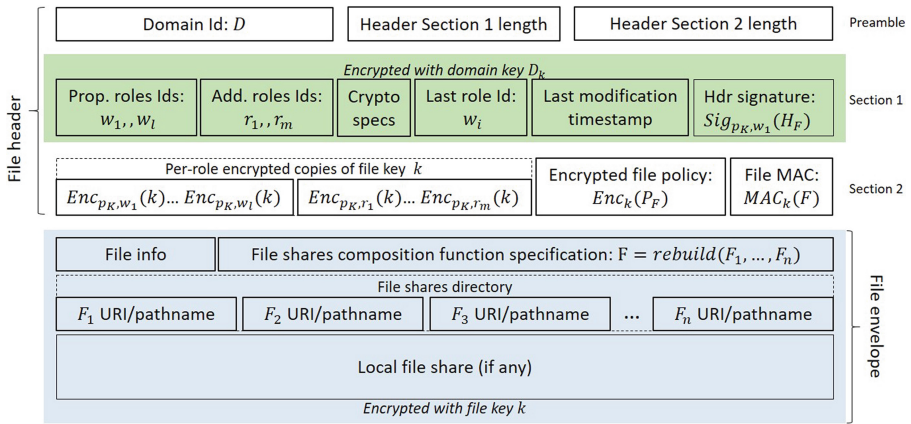 Domain Id: D
Header Section 1 length
Header Section 2 length
Preamble
File header
Encrypted with domain key D_k
Prop. roles Ids:
w_1, , w_l
Add. roles Ids:
r_1, , r_m
Crypto
specs
Last role Id:
w_i
Last modification
timestamp
Hdr signature:
Sig_{p_K,w_1}(H_F)
Section 1
Per-role encrypted copies of file key k
Enc_{p_K,w_1}(k)... Enc_{p_K,w_l}(k)
Enc_{p_K,r_1}(k)... Enc_{p_K,r_m}(k)
Encrypted file policy:
Enc_k(P_F)
File MAC:
MAC_k(F)
Section 2
File info
File shares composition function specification: F = rebuild(F_1, ..., F_n)
File shares directory
F_1 URI/pathname
F_2 URI/pathname
F_3 URI/pathname
...
F_n URI/pathname
Local file share (if any)
Encrypted with file key k
File envelope